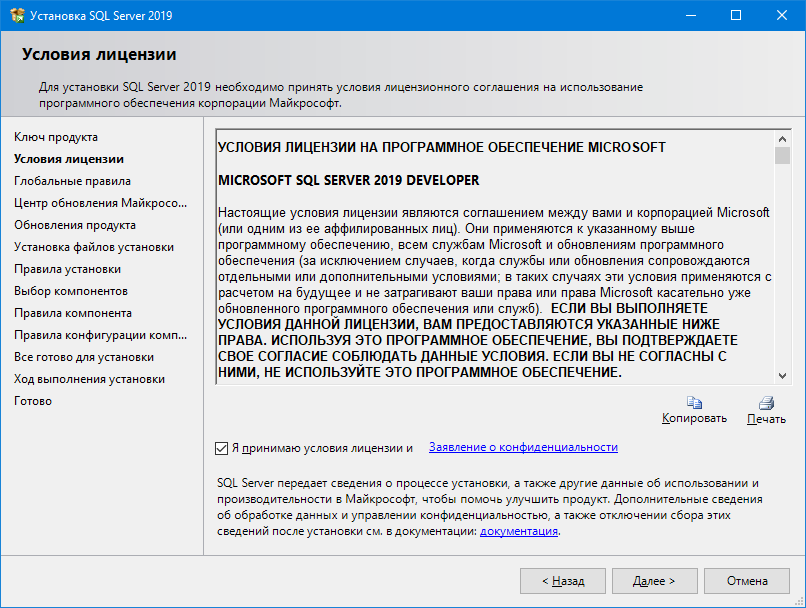 Установка SQL Server 2019
Условия лицензии
Для установки SQL Server 2019 необходимо принять условия лицензионного соглашения на использование
программного обеспечения корпорации Майкрософт.
Ключ продукта
Условия лицензии
Глобальные правила
Центр обновления Майкросо...
Обновления продукта
Установка файлов установки
Правила установки
Выбор компонентов
Правила компонента
Правила конфигурации комп...
Все готово для установки
Ход выполнения установки
Готово
УСЛОВИЯ ЛИЦЕНЗИИ НА ПРОГРАММНОЕ ОБЕСПЕЧЕНИЕ MICROSOFT
MICROSOFT SQL SERVER 2019 DEVELOPER
Настоящие условия лицензии являются соглашением между вами и корпорацией Microsoft
(или одним из ее аффилированных лиц). Они применяются к указанному выше
программному обеспечению, всем службам Microsoft и обновлениям программного
обеспечения (за исключением случаев, когда службы или обновления сопровождаются
отдельными или дополнительными условиями; в таких случаях эти условия применяются с
расчетом на будущее и не затрагивают ваши права или права Microsoft касательно уже
обновленного программного обеспечения или служб). ЕСЛИ ВЫ ВЫПОЛНЯЕТЕ
УСЛОВИЯ ДАННОЙ ЛИЦЕНЗИИ, ВАМ ПРЕДОСТАВЛЯЮТСЯ УКАЗАННЫЕ НИЖЕ
ПРАВА. ИСПОЛЬЗУЯ ЭТО ПРОГРАММНОЕ ОБЕСПЕЧЕНИЕ, ВЫ ПОДТВЕРЖДАЕТЕ
СВОЕ СОГЛАСИЕ СОБЛЮДАТЬ ДАННЫЕ УСЛОВИЯ. ЕСЛИ ВЫ НЕ СОГЛАСНЫ С
НИМИ, НЕ ИСПОЛЬЗУЙТЕ ЭТО ПРОГРАММНОЕ ОБЕСПЕЧЕНИЕ.
Копировать
Печать
Я принимаю условия лицензии и Заявление о конфиденциальности
SQL Server передает сведения о процессе установки, а также другие данные об использовании и
производительности в Майкрософт, чтобы помочь улучшить продукт. Дополнительные сведения
об обработке данных и управлении конфиденциальностью, а также отключении сбора этих
сведений после установки см. в документации: документация.
< Назад
Далее >
Отмена